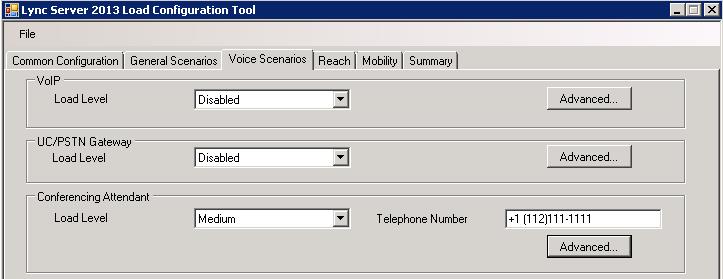 Lync Server 2013 Load Configuration Tool
File
Common Configuration General Scenarios Voice Scenarios Reach Mobility Summary
VoIP
Load Level Disabled Advanced...
UC/PSTN Gateway
Load Level Disabled Advanced...
Conferencing Attendant
Load Level Medium Telephone Number +1 (112)111-1111
Advanced...